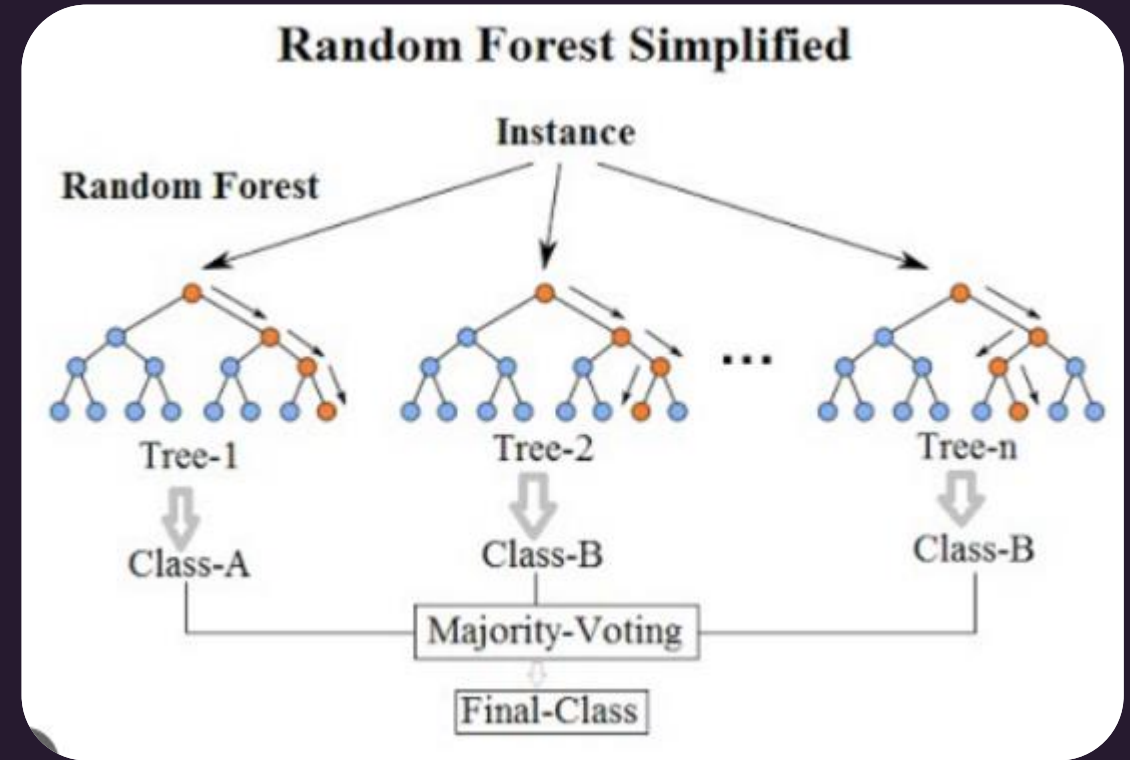 Random Forest Simplified
Instance
Random Forest
...
Tree-1
Tree-2
Tree-n
Class-A
Class-B
Class-B
Majority-Voting
Final-Class